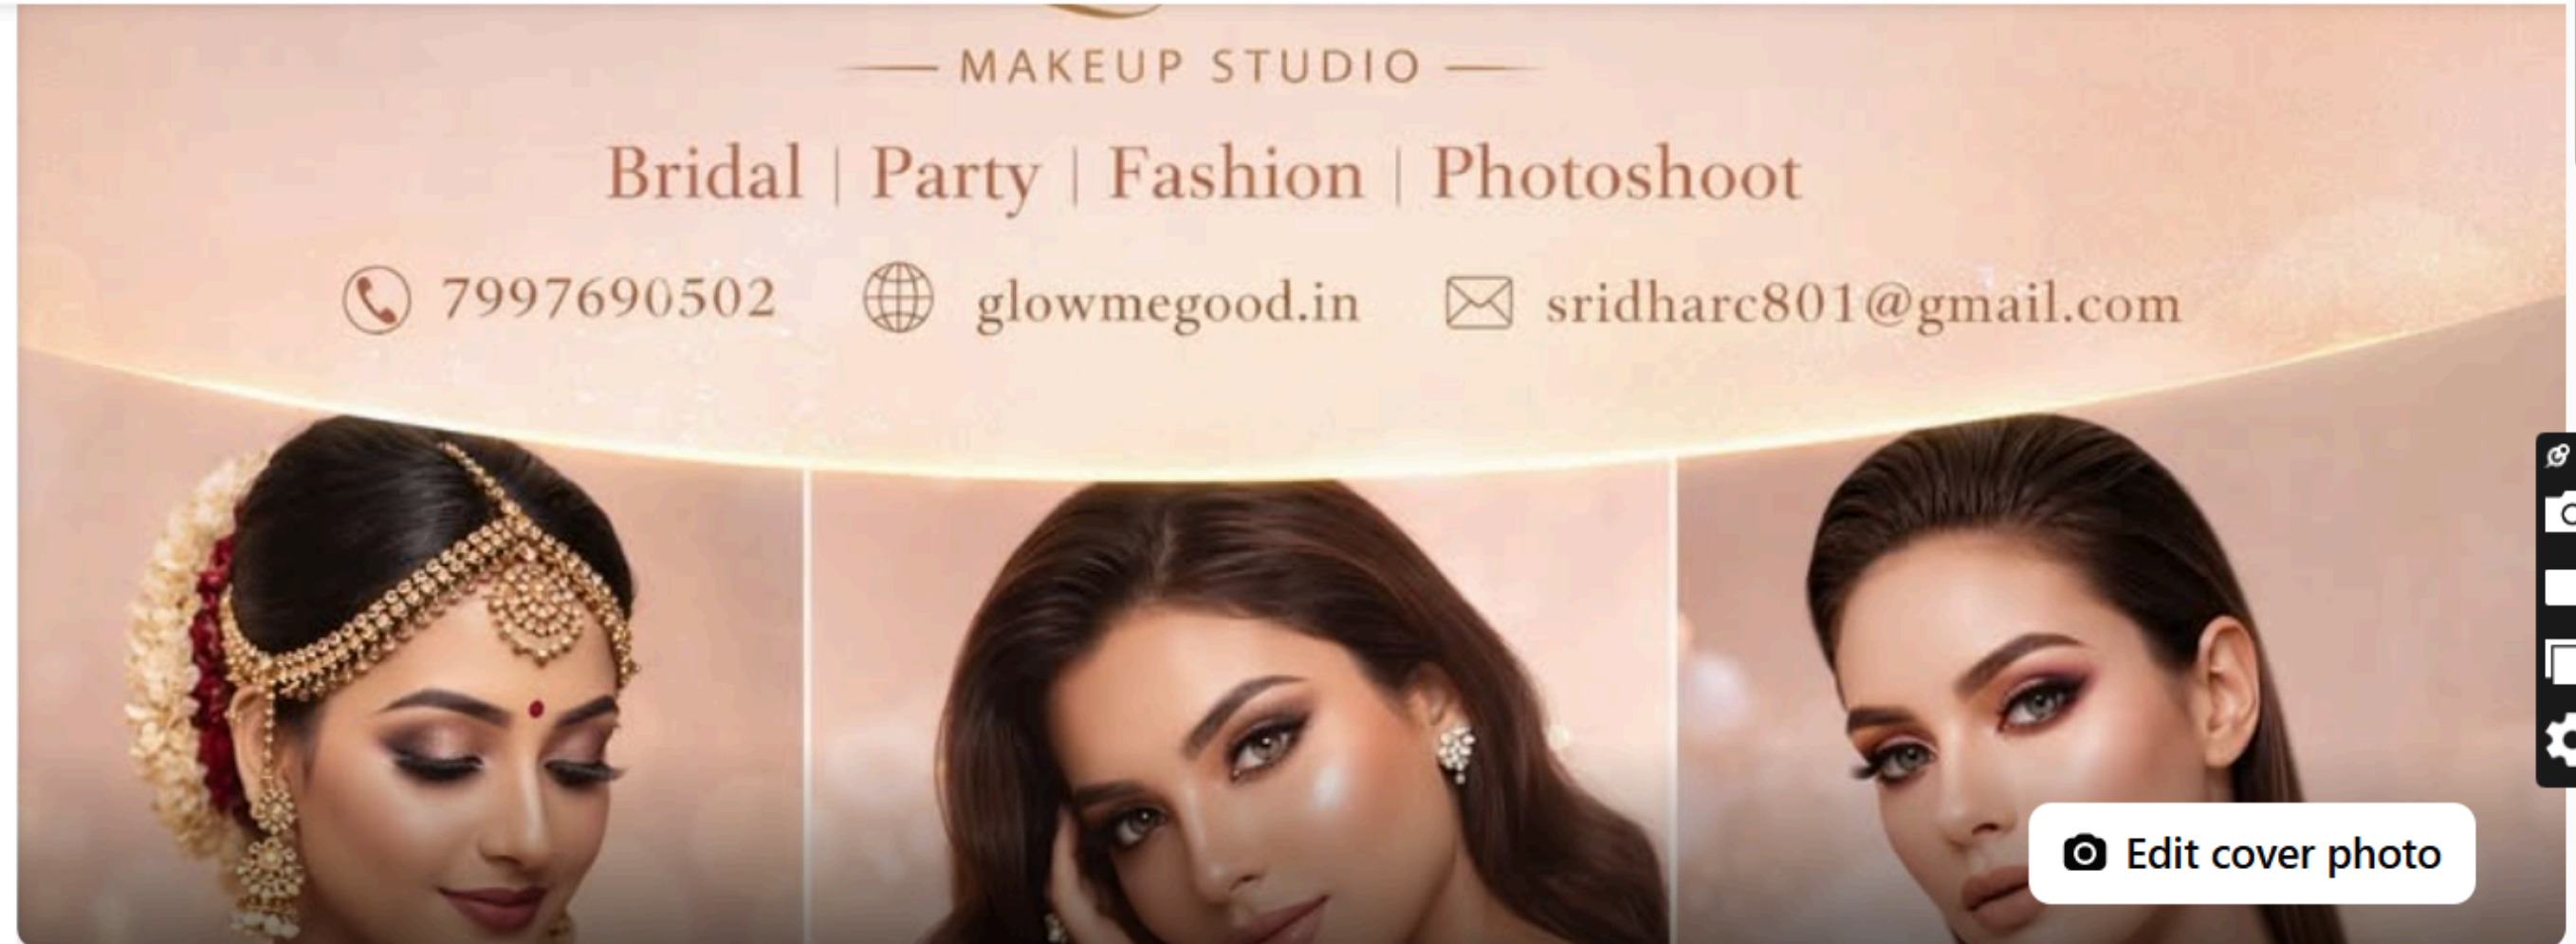 MAKEUP STUDIO
Bridal | Party | Fashion | Photoshoot
7997690502 glowmegood.in sridharc801@gmail.com
Edit cover photo